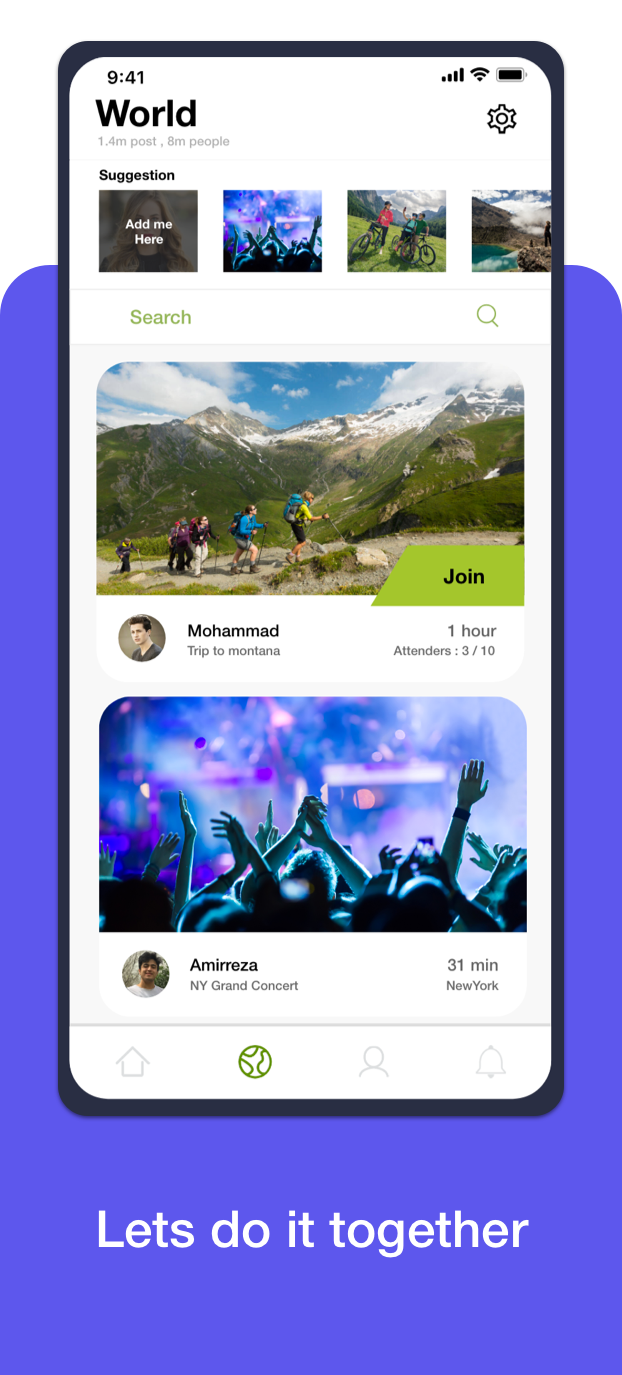 9:41
World
1.4m post , 8m people
Suggestion
Add me
Here
Search
Join
Mohammad
1 hour
Trip to montana
Attenders : 3 / 10
Amirreza
31 min
NY Grand Concert
NewYork
Lets do it together